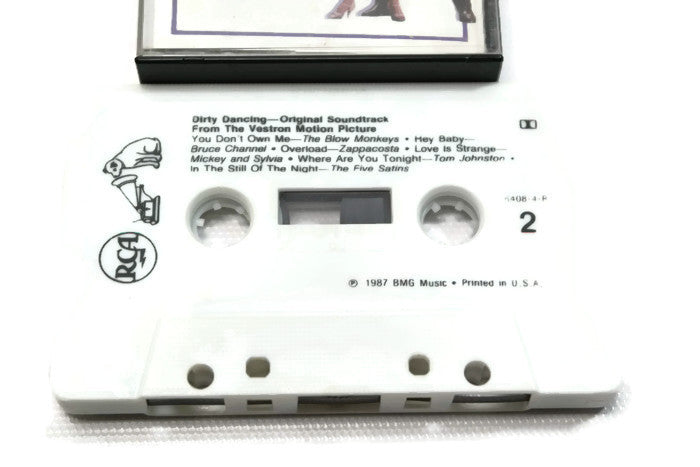 Dirty Dancing—Original Soundtrack
From The Vestron Motion Picture
You Don't Own Me—The Blow Monkeys • Hey Baby—
Bruce Channel • Overload—Zappacosta • Love Is Strange—
Mickey and Sylvia • Where Are You Tonight—Tom Johnston •
In The Still Of The Night—The Five Satins
6408-4-R
2
RCA
℗ 1987 BMG Music • Printed in U.S.A.